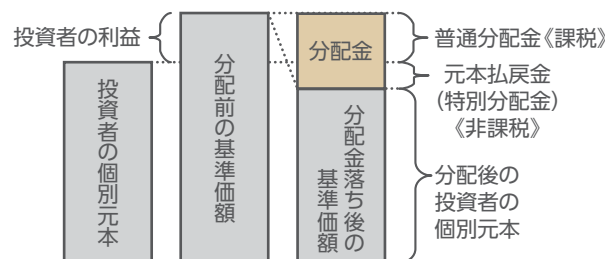 投資者の利益
投資者の個別元本
分配前の基準価額
分配金
分配金落ち後の
基準価額
普通分配金《課税》
元本払戻金
(特別分配金)
《非課税》
分配後の
投資者の
個別元本